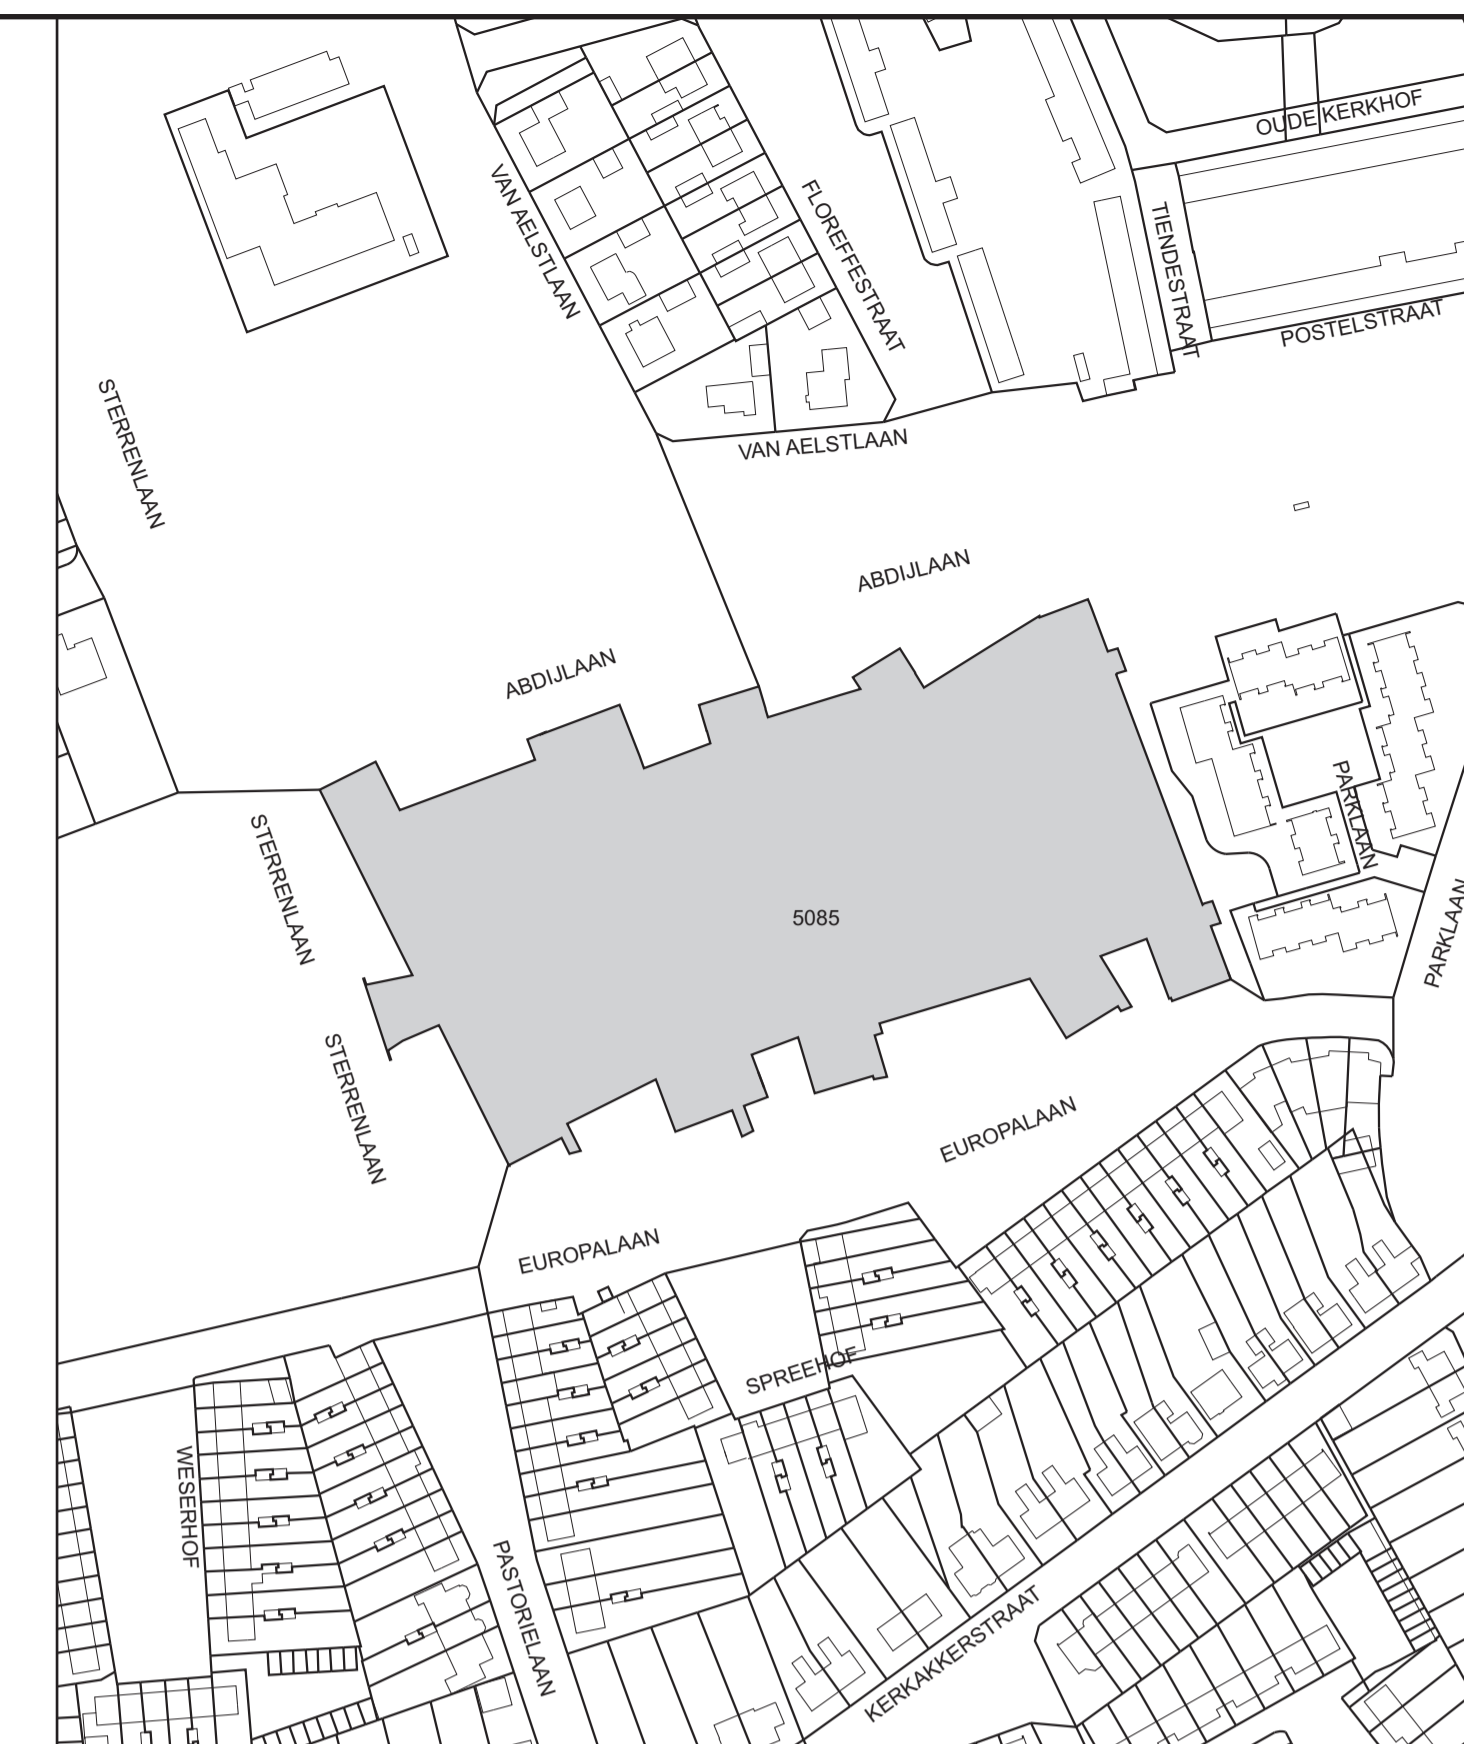 OUDE KERKHOF
VAN AELSTLAAN
FLOREFFESTRAAT
TIENDESTRAAT
POSTELSTRAAT
STERRENLAAN
VAN AELSTLAAN
ABDIJLAAN
ABDIJLAAN
PARKLAAN
STERRENLAAN
5085
PARKLAAN
STERRENLAAN
EUROPALAAN
EUROPALAAN
SPREEHOF
WESERHOF
PASTORIELAAN
KERKAKKERSTRAAT